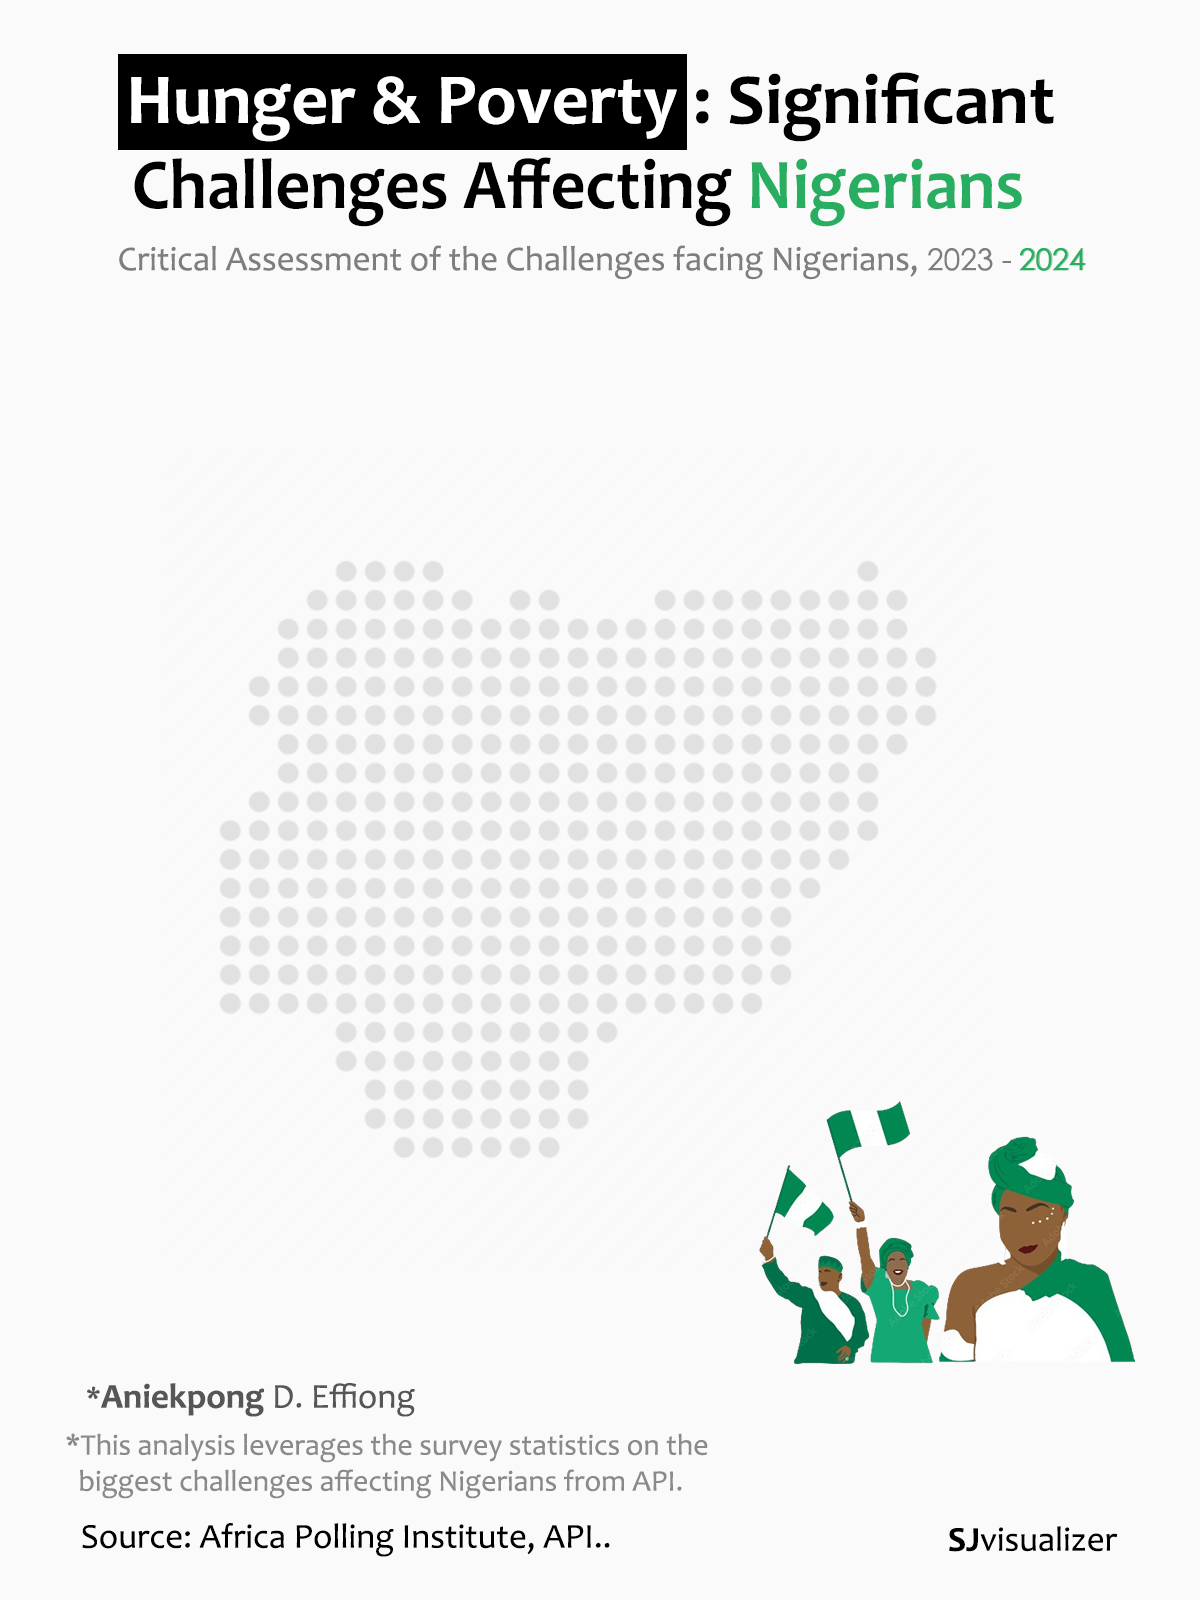 Hunger & Poverty : Significant
Challenges Affecting Nigerians
Critical Assessment of the Challenges facing Nigerians, 2023 - 2024
*Aniekpong D. Effiong
*This analysis leverages the survey statistics on the
biggest challenges affecting Nigerians from API.
Source: Africa Polling Institute, API..
SJvisualizer